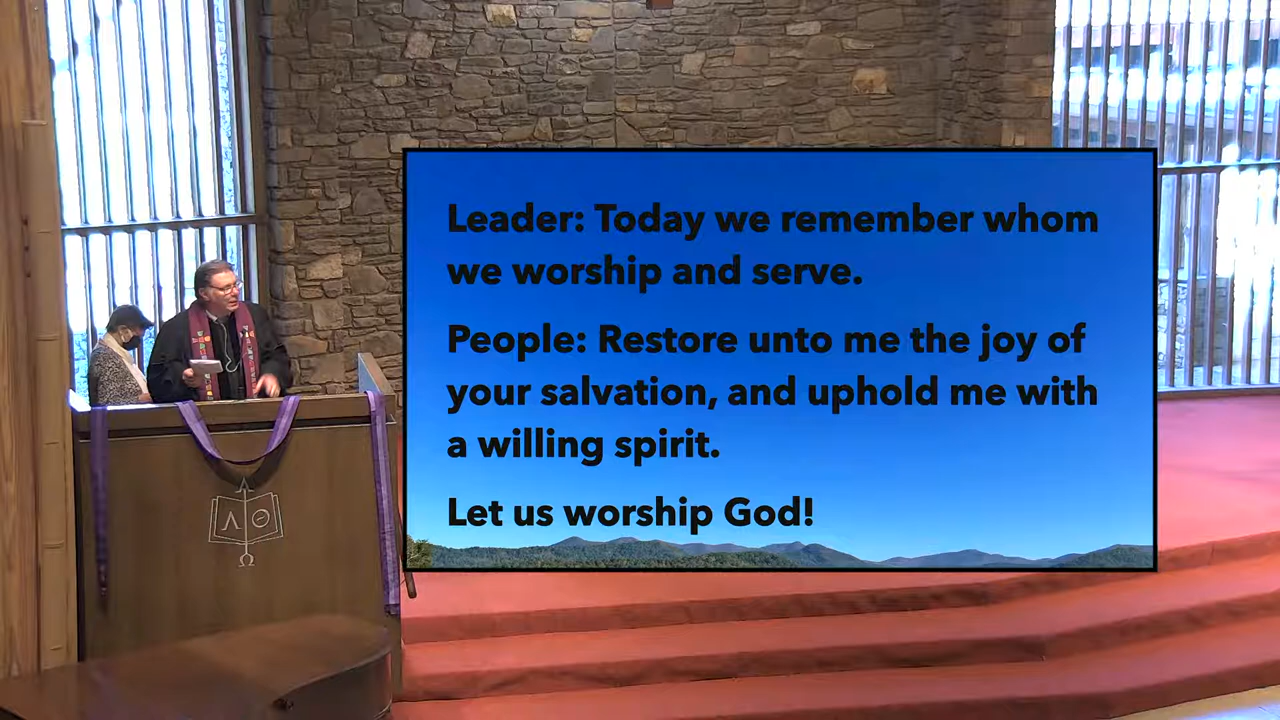 Leader: Today we remember whom
we worship and serve.
People: Restore unto me the joy of
your salvation, and uphold me with
a willing spirit.
Let us worship God!
Α
Λ Θ
Ω